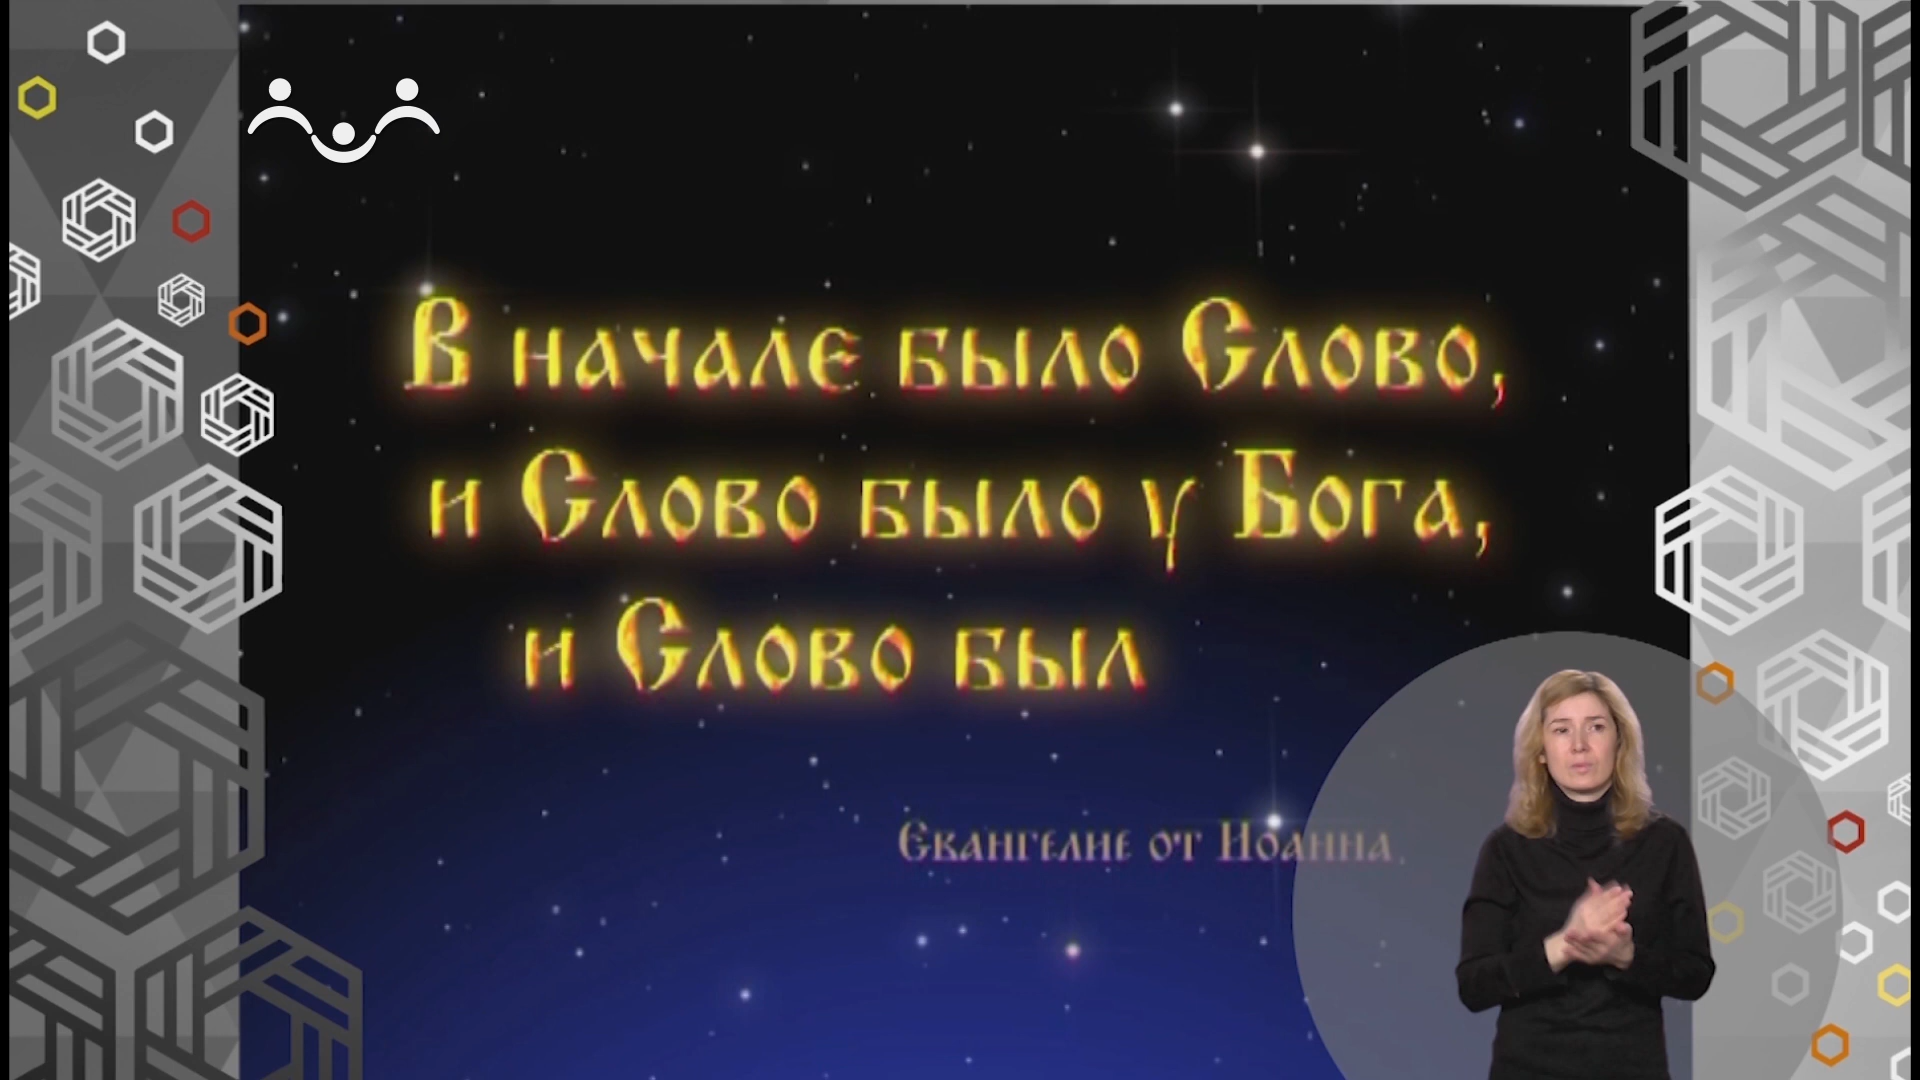 В начале было Слово,
и Слово было у Бога,
и Слово был
Евангелие от Иоанна